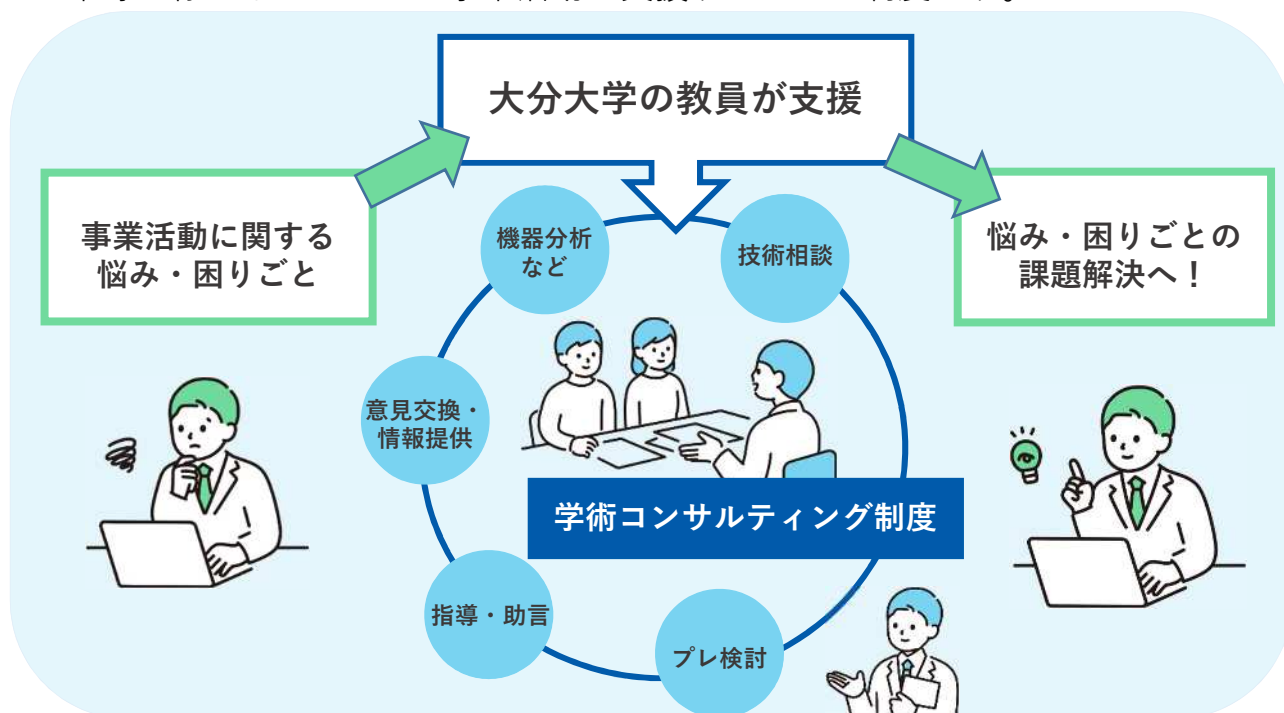 大分大学の教員が支援
事業活動に関する
悩み・困りごと
悩み・困りごとの
課題解決へ！
機器分析
など
技術相談
意見交換・
情報提供
学術コンサルティング制度
指導・助言
プレ検討